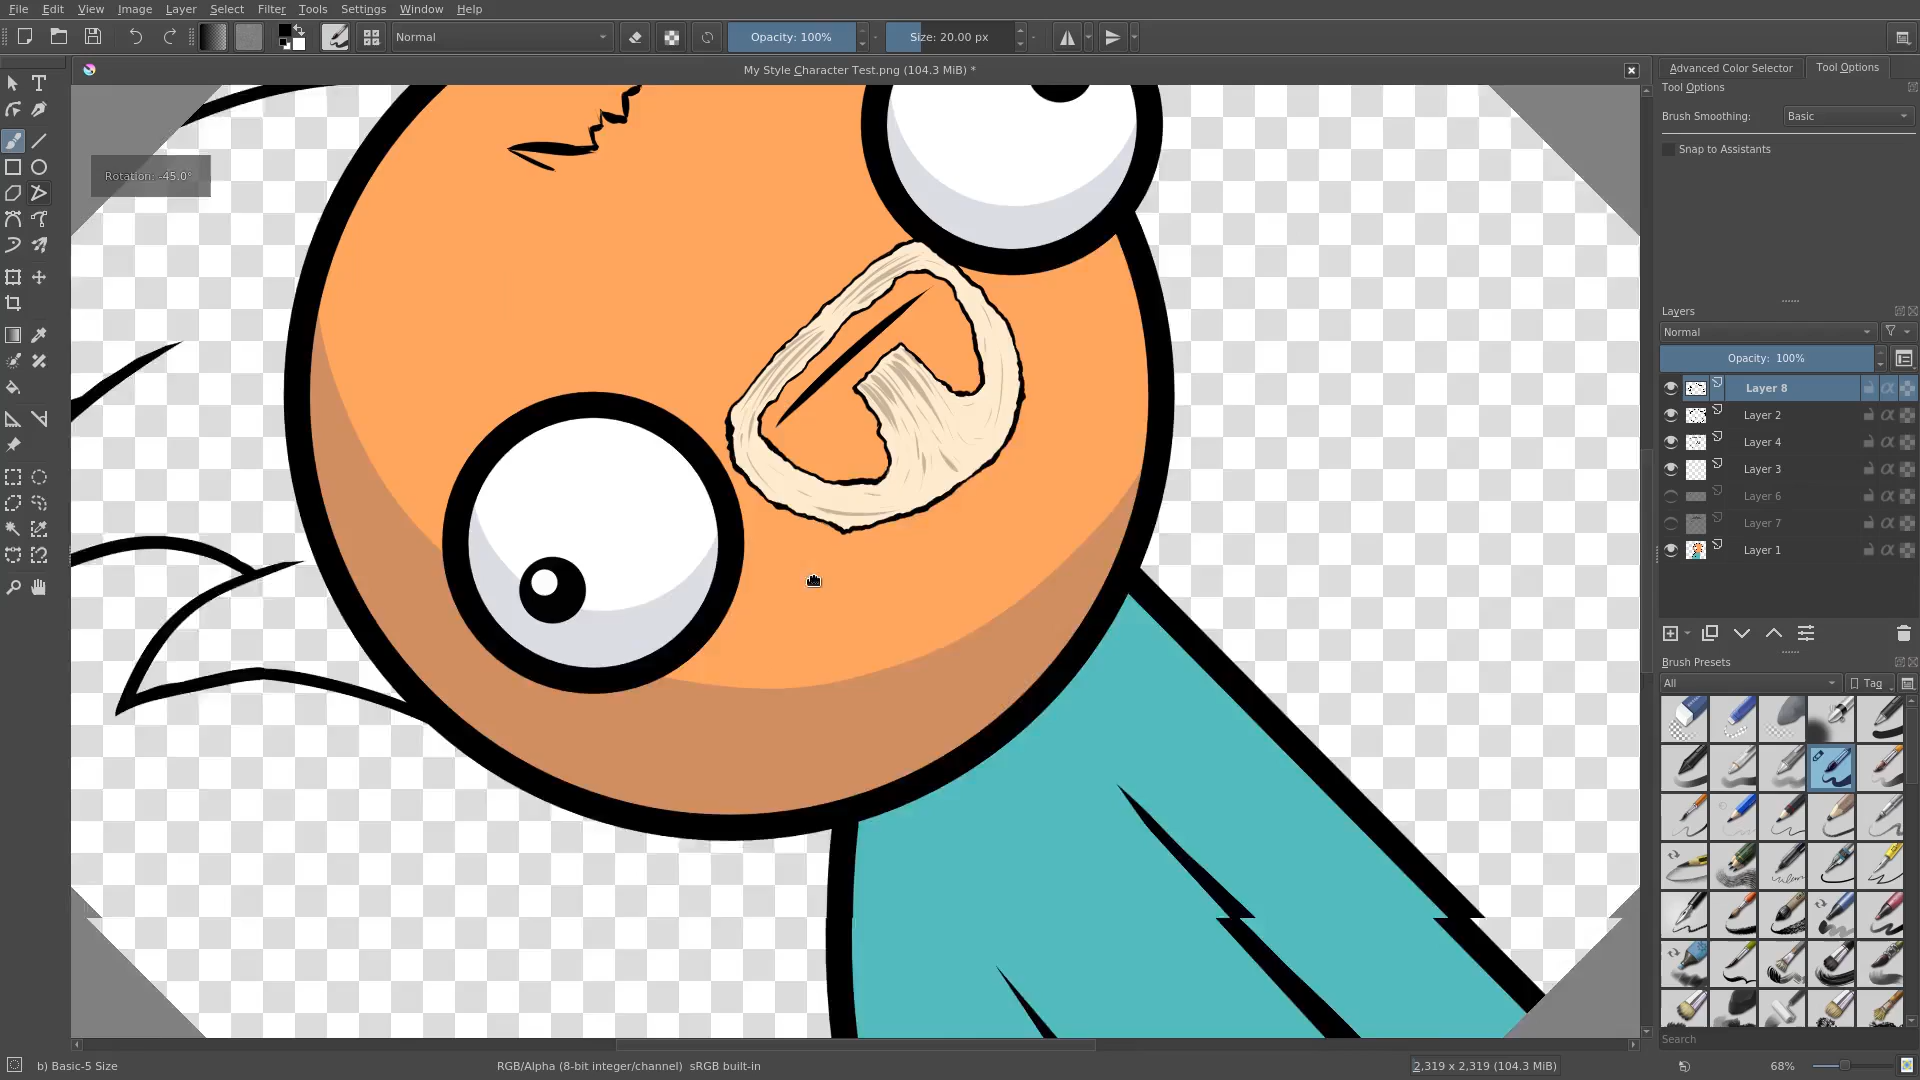 File Edit View Image Layer Select Filter Tools Settings Window Help
Normal Opacity: 100% Size: 20.00 px
My Style Character Test.png (104.3 MiB) *
Advanced Color Selector Tool Options
Tool Options
Brush Smoothing: Basic
Snap to Assistants
Rotation: -45.0°
Layers
Normal
Opacity: 100%
Layer 8
Layer 2
Layer 4
Layer 3
Layer 6
Layer 7
Layer 1
Brush Presets
All Tag
Search
b) Basic-5 Size RGB/Alpha (8-bit integer/channel) sRGB built-in 2,319 x 2,319 (104.3 MiB) 68%